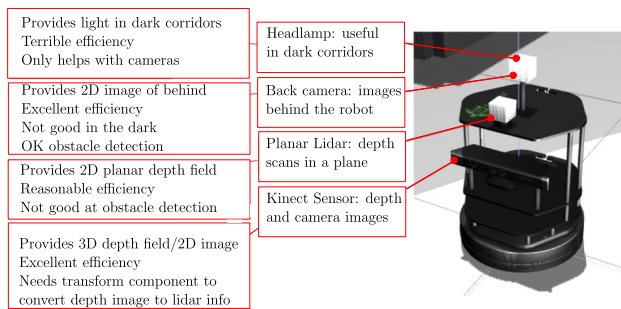 Provides light in dark corridors
Terrible efficiency
Only helps with cameras
Headlamp: useful
in dark corridors
Provides 2D image of behind
Excellent efficiency
Not good in the dark
OK obstacle detection
Back camera: images
behind the robot
Provides 2D planar depth field
Reasonable efficiency
Not good at obstacle detection
Planar Lidar: depth
scans in a plane
Provides 3D depth field/2D image
Excellent efficiency
Needs transform component to
convert depth image to lidar info
Kinect Sensor: depth
and camera images